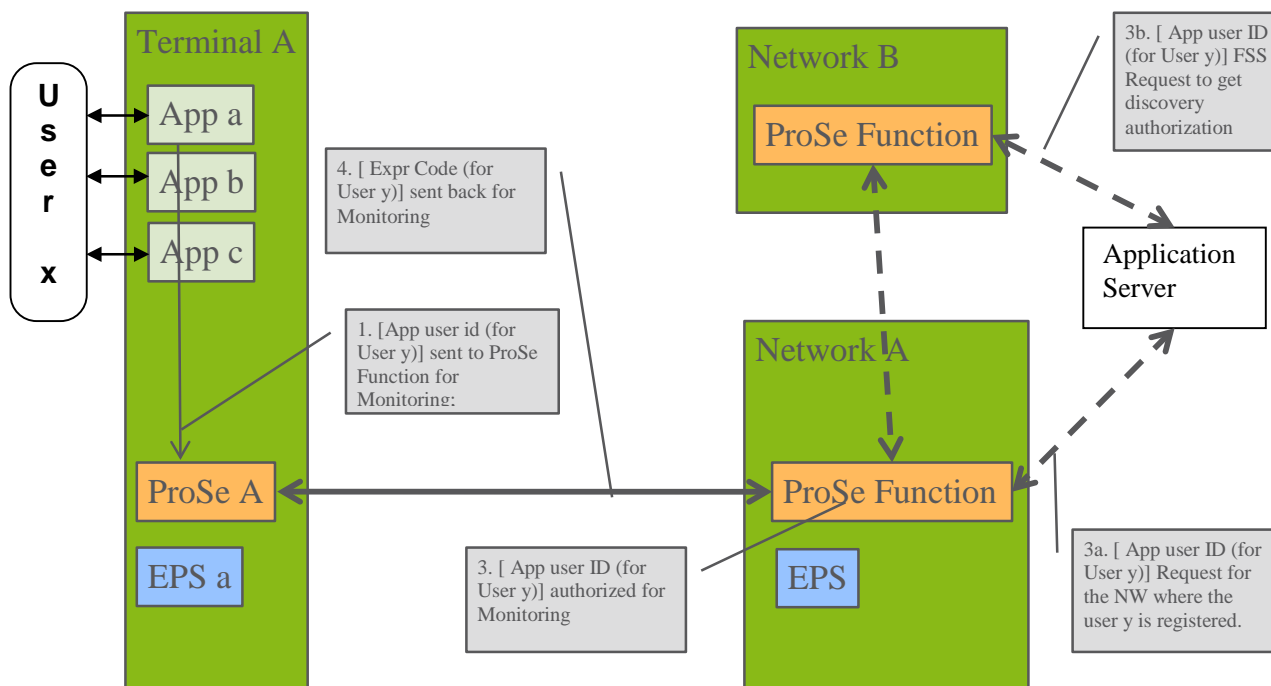 U
s
e
r
x
Terminal A
App a
App b
App c
ProSe A
EPS a
4. [ Expr Code (for
User y)] sent back for
Monitoring
1. [App user id (for
User y)] sent to ProSe
Function for
Monitoring;
3. [ App user ID (for
User y)] authorized for
Monitoring
Network B
ProSe Function
Network A
ProSe Function
EPS
3b. [ App user ID
(for User y)] FSS
Request to get
discovery
authorization
Application
Server
3a. [ App user ID (for
User y)] Request for
the NW where the
user y is registered.